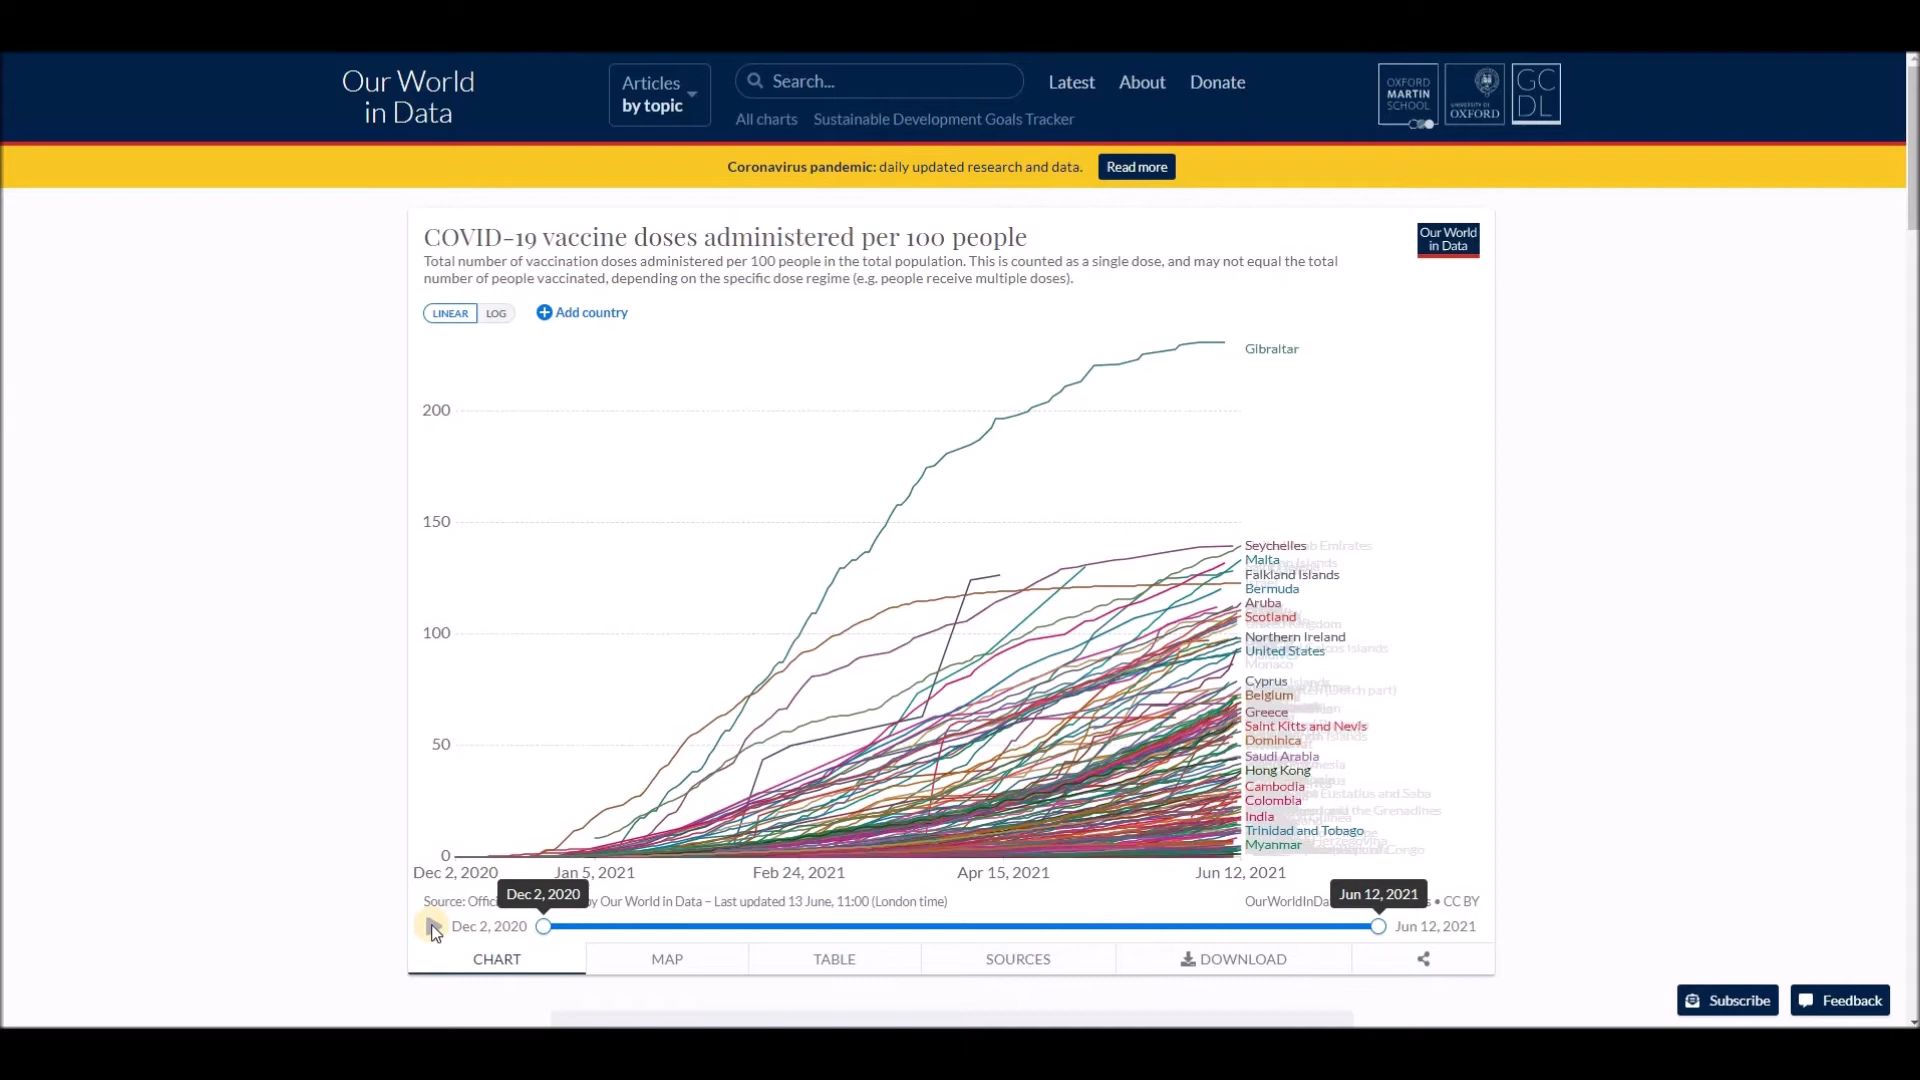 Our World
in Data
Articles
by topic
Search...
Latest
About
Donate
All charts
Sustainable Development Goals Tracker
OXFORD
MARTIN
SCHOOL
UNIVERSITY OF
OXFORD
GC
DL
Coronavirus pandemic: daily updated research and data.
Read more
COVID-19 vaccine doses administered per 100 people
Total number of vaccination doses administered per 100 people in the total population. This is counted as a single dose, and may not equal the total
number of people vaccinated, depending on the specific dose regime (e.g. people receive multiple doses).
Our World
in Data
LINEAR
LOG
Add country
Gibraltar
200
150
Seychelles
Malta
Falkland Islands
Bermuda
Aruba
Scotland
100
Northern Ireland
United States
Monaco
Cyprus
Belgium
Greece
Saint Kitts and Nevis
Dominica
50
Saudi Arabia
Hong Kong
Cambodia
Colombia
India
Trinidad and Tobago
Myanmar
0
Dec 2, 2020
Jan 5, 2021
Feb 24, 2021
Apr 15, 2021
Jun 12, 2021
Dec 2, 2020
Jun 12, 2021
Source: by Our World in Data – Last updated 13 June, 11:00 (London time)
• CC BY
Dec 2, 2020
Jun 12, 2021
CHART
MAP
TABLE
SOURCES
DOWNLOAD
Subscribe
Feedback